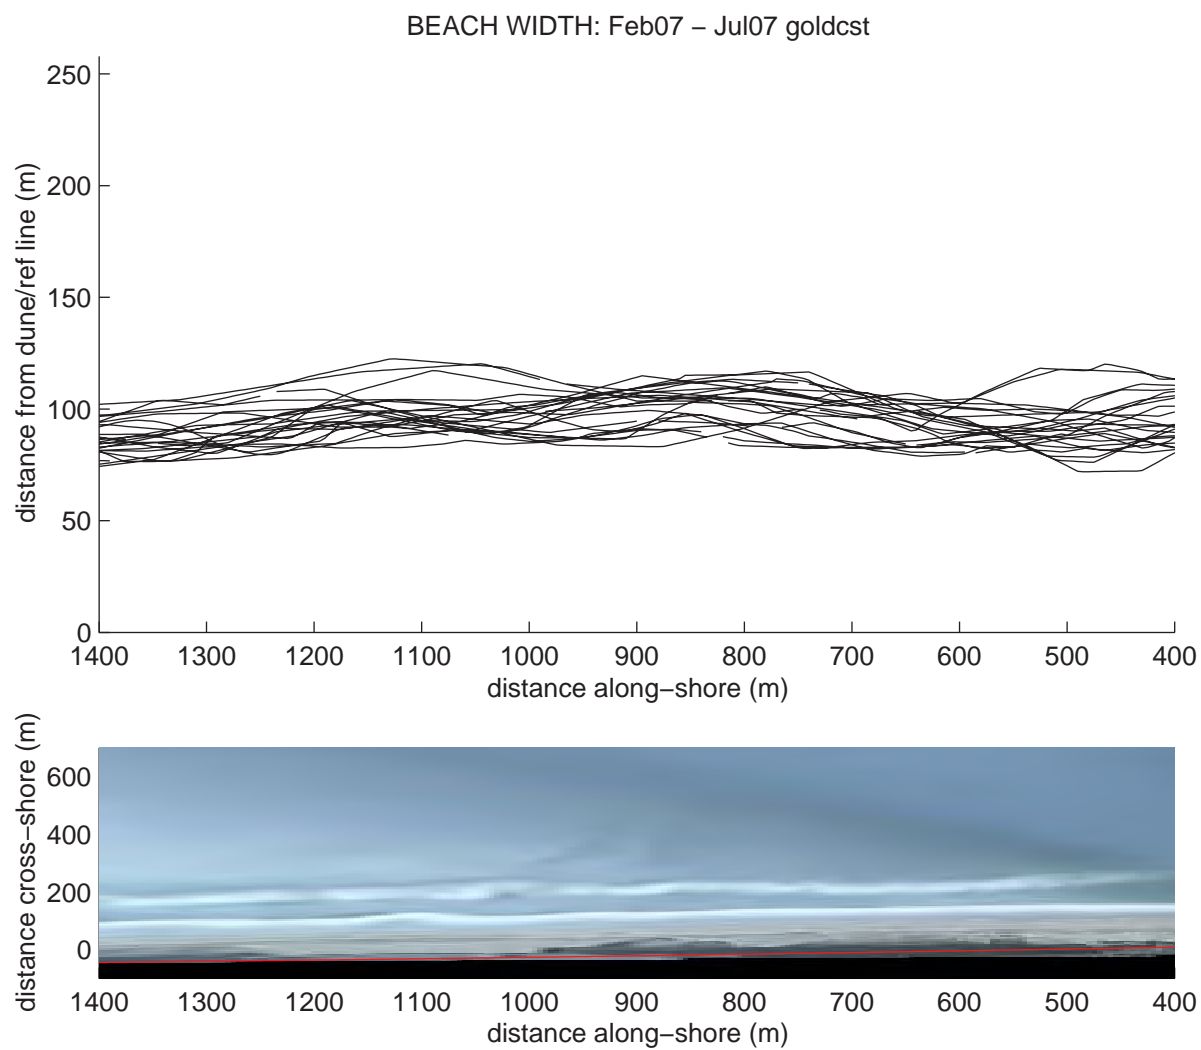 BEACH WIDTH: Feb07 – Jul07 goldcst
distance from dune/ref line (m)
250
200
150
100
50
0
1400 1300 1200 1100 1000 900 800 700 600 500 400
distance along–shore (m)
distance cross–shore (m)
600
400
200
0
1400 1300 1200 1100 1000 900 800 700 600 500 400
distance along–shore (m)